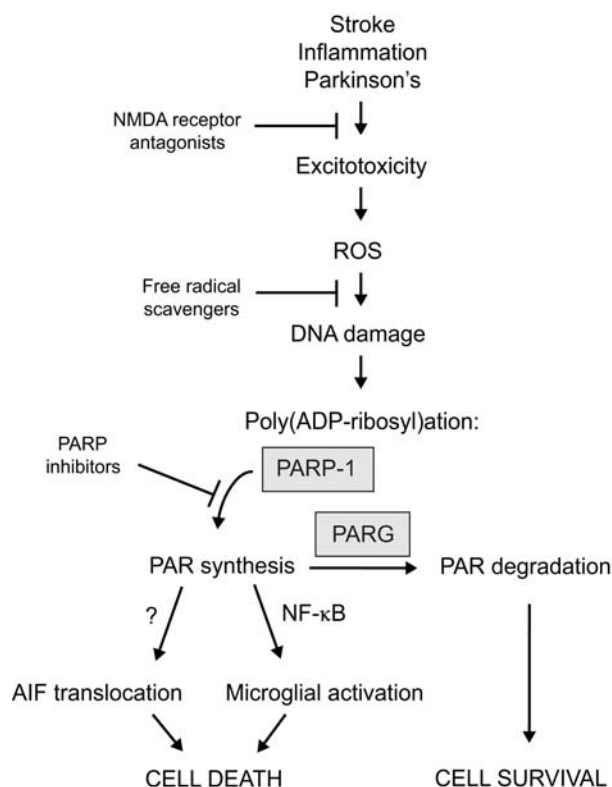 Stroke
Inflammation
Parkinson's
NMDA receptor
antagonists
Excitotoxicity
ROS
Free radical
scavengers
DNA damage
Poly(ADP-ribosyl)ation:
PARP
inhibitors
PARP-1
PARG
PAR synthesis
PAR degradation
?
NF-κB
AIF translocation
Microglial activation
CELL DEATH
CELL SURVIVAL